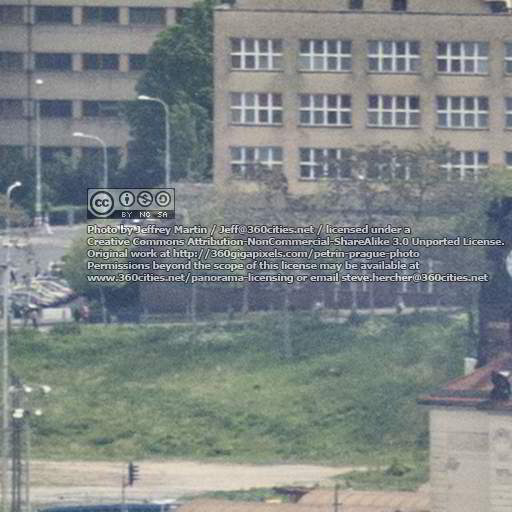 cc
BY NC SA
Photo by Jeffrey Martin / Jeff@360cities.net / licensed under a
Creative Commons Attribution-NonCommercial-ShareAlike 3.0 Unported License.
Original work at http://360gigapixels.com/petrin-prague-photo
Permissions beyond the scope of this license may be available at
www.360cities.net/panorama-licensing or email steve.hercher@360cities.net